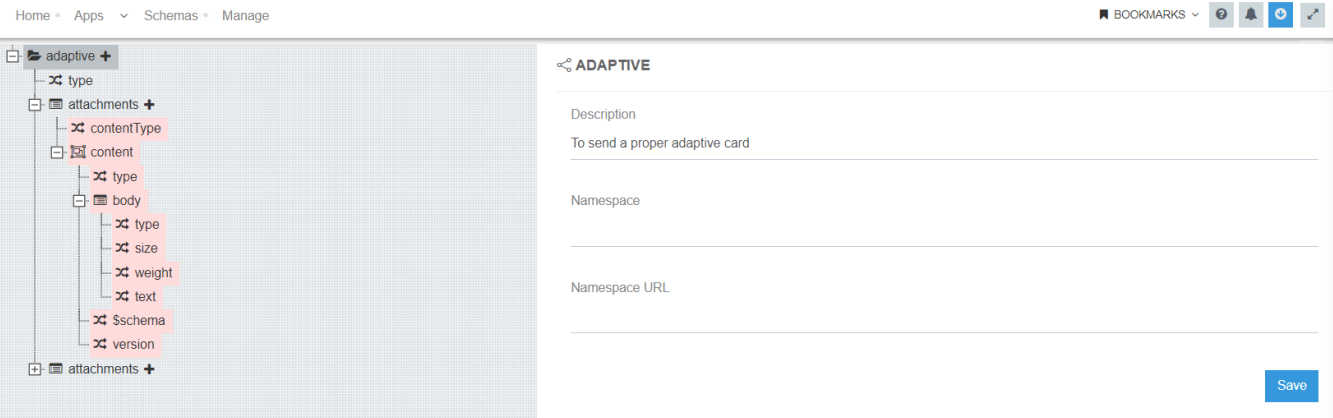 Home Apps Schemas Manage BOOKMARKS
adaptive
type
attachments
contentType
content
type
body
type
size
weight
text
$schema
version
attachments
ADAPTIVE
Description
To send a proper adaptive card
Namespace
Namespace URL
Save